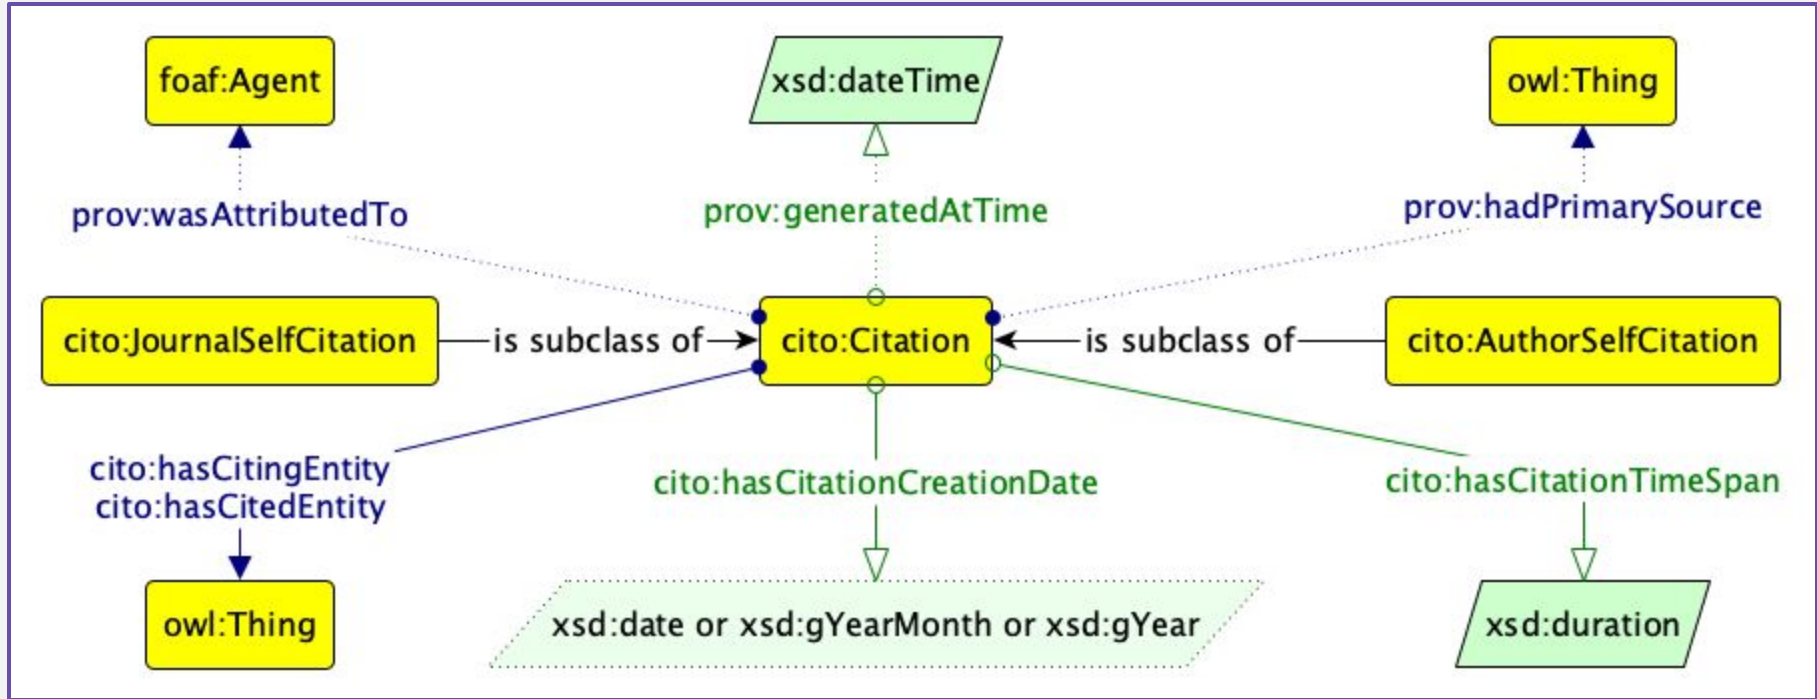 foaf:Agent
xsd:dateTime
owl:Thing
prov:wasAttributedTo
prov:generatedAtTime
prov:hadPrimarySource
cito:JournalSelfCitation
is subclass of
cito:Citation
is subclass of
cito:AuthorSelfCitation
cito:hasCitingEntity
cito:hasCitedEntity
cito:hasCitationCreationDate
cito:hasCitationTimeSpan
owl:Thing
xsd:date or xsd:gYearMonth or xsd:gYear
xsd:duration